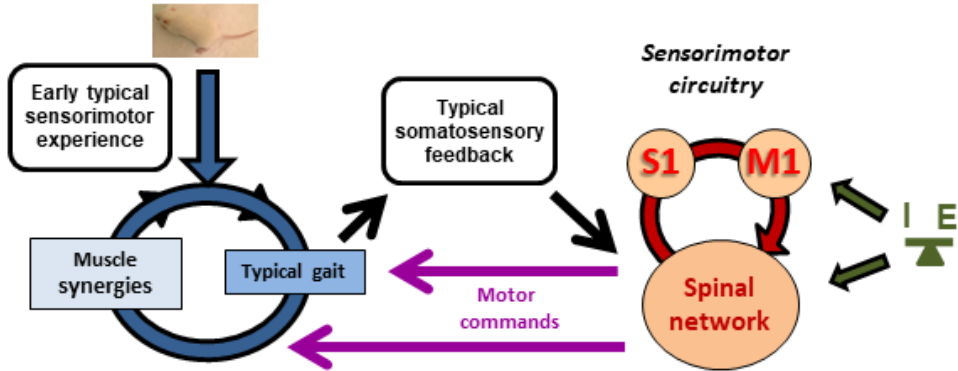 Early typical
sensorimotor
experience
Typical
somatosensory
feedback
Sensorimotor
circuitry
S1
M1
I E
Muscle
synergies
Typical gait
Motor
commands
Spinal
network